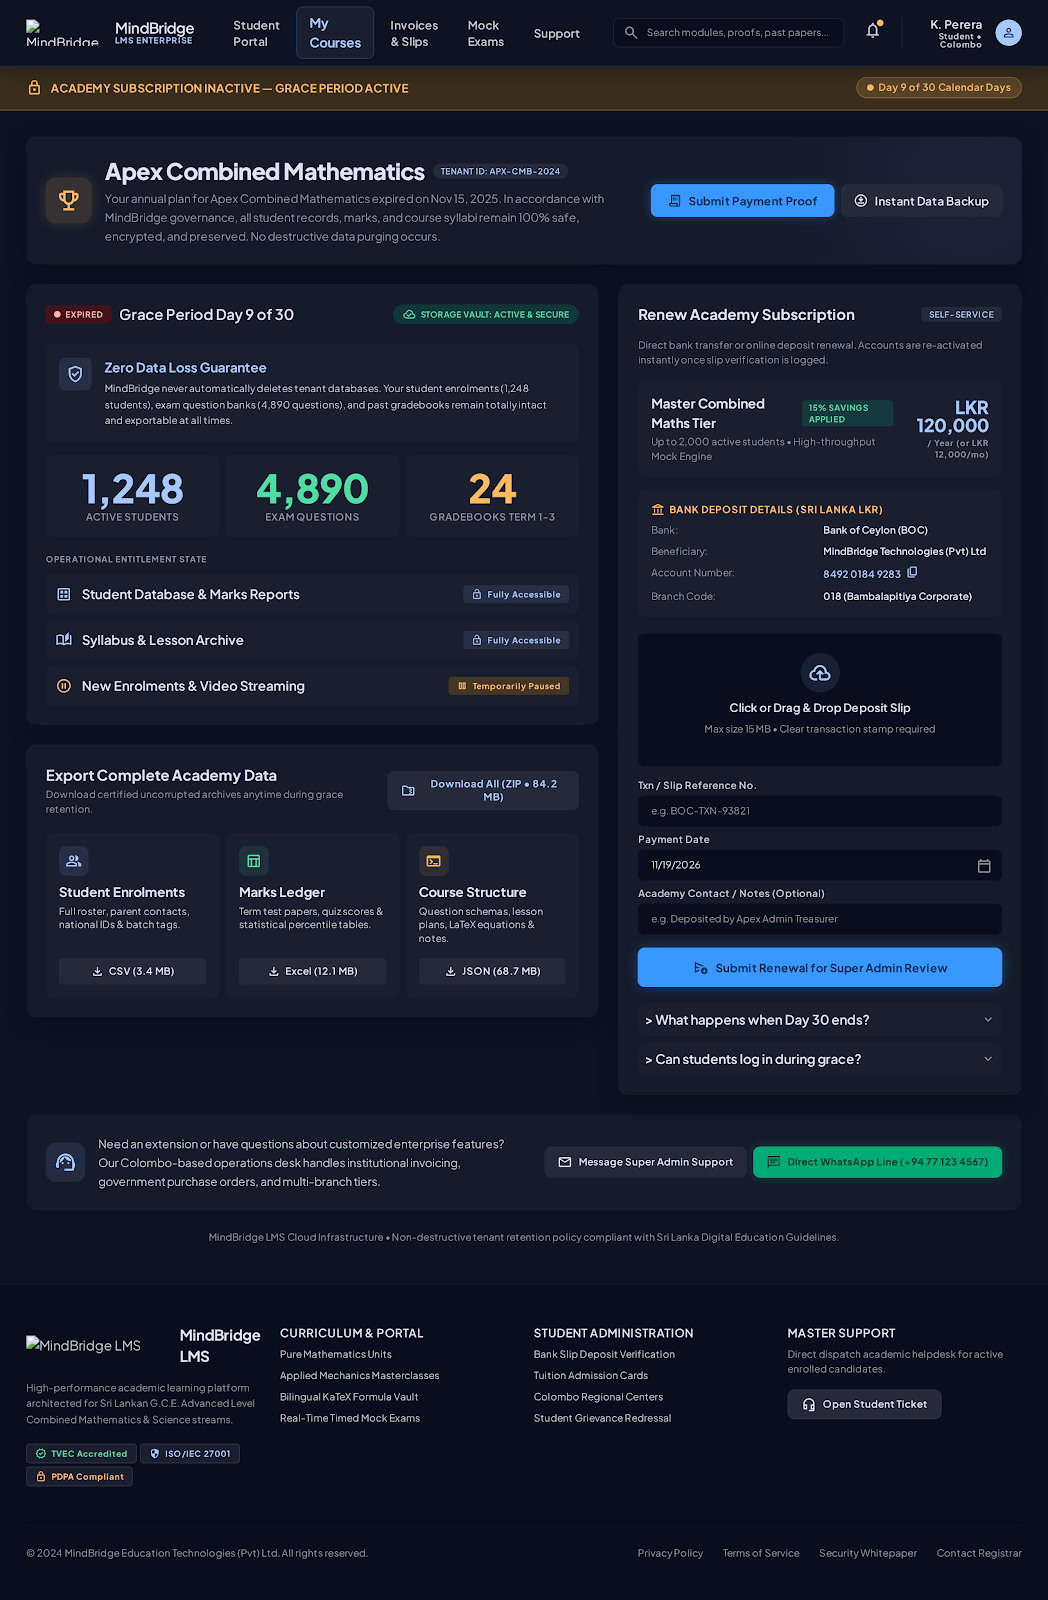 MindBridge
MindBridge
LMS ENTERPRISE
Student
Portal
My
Courses
Invoices
& Slips
Mock
Exams
Support
Search modules, proofs, past papers...
K. Perera
Student •
Colombo
ACADEMY SUBSCRIPTION INACTIVE — GRACE PERIOD ACTIVE
Day 9 of 30 Calendar Days
Apex Combined Mathematics
TENANT ID: APX-CMB-2024
Your annual plan for Apex Combined Mathematics expired on Nov 15, 2025. In accordance with
MindBridge governance, all student records, marks, and course syllabi remain 100% safe,
encrypted, and preserved. No destructive data purging occurs.
Submit Payment Proof
Instant Data Backup
EXPIRED
Grace Period Day 9 of 30
STORAGE VAULT: ACTIVE & SECURE
Zero Data Loss Guarantee
MindBridge never automatically deletes tenant databases. Your student enrolments (1,248
students), exam question banks (4,890 questions), and past gradebooks remain totally intact
and exportable at all times.
1,248
ACTIVE STUDENTS
4,890
EXAM QUESTIONS
24
GRADEBOOKS TERM 1–3
OPERATIONAL ENTITLEMENT STATE
Student Database & Marks Reports
Fully Accessible
Syllabus & Lesson Archive
Fully Accessible
New Enrolments & Video Streaming
Temporarily Paused
Export Complete Academy Data
Download certified uncorrupted archives anytime during grace
retention.
Download All (ZIP • 84.2
MB)
Student Enrolments
Full roster, parent contacts,
national IDs & batch tags.
CSV (3.4 MB)
Marks Ledger
Term test papers, quiz scores &
statistical percentile tables.
Excel (12.1 MB)
Course Structure
Question schemas, lesson
plans, LaTeX equations &
notes.
JSON (68.7 MB)
Renew Academy Subscription
SELF-SERVICE
Direct bank transfer or online deposit renewal. Accounts are re-activated
instantly once slip verification is logged.
Master Combined
Maths Tier
15% SAVINGS
APPLIED
Up to 2,000 active students • High-throughput
Mock Engine
LKR
120,000
/ Year (or LKR
12,000/mo)
BANK DEPOSIT DETAILS (SRI LANKA LKR)
Bank:
Bank of Ceylon (BOC)
Beneficiary:
MindBridge Technologies (Pvt) Ltd
Account Number:
8492 0184 9283
Branch Code:
018 (Bambalapitiya Corporate)
Click or Drag & Drop Deposit Slip
Max size 15 MB • Clear transaction stamp required
Txn / Slip Reference No.
e.g. BOC-TXN-93821
Payment Date
11/19/2026
Academy Contact / Notes (Optional)
e.g. Deposited by Apex Admin Treasurer
Submit Renewal for Super Admin Review
> What happens when Day 30 ends?
> Can students log in during grace?
Need an extension or have questions about customized enterprise features?
Our Colombo-based operations desk handles institutional invoicing,
government purchase orders, and multi-branch tiers.
Message Super Admin Support
Direct WhatsApp Line (+94 77 123 4567)
MindBridge LMS Cloud Infrastructure • Non-destructive tenant retention policy compliant with Sri Lanka Digital Education Guidelines.
MindBridge LMS
MindBridge
LMS
High-performance academic learning platform
architected for Sri Lankan G.C.E. Advanced Level
Combined Mathematics & Science streams.
TVEC Accredited
ISO/IEC 27001
PDPA Compliant
CURRICULUM & PORTAL
Pure Mathematics Units
Applied Mechanics Masterclasses
Bilingual KaTeX Formula Vault
Real-Time Timed Mock Exams
STUDENT ADMINISTRATION
Bank Slip Deposit Verification
Tuition Admission Cards
Colombo Regional Centers
Student Grievance Redressal
MASTER SUPPORT
Direct dispatch academic helpdesk for active
enrolled candidates.
Open Student Ticket
© 2024 MindBridge Education Technologies (Pvt) Ltd. All rights reserved.
Privacy Policy
Terms of Service
Security Whitepaper
Contact Registrar